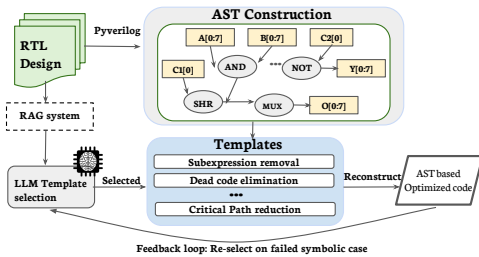 AST Construction
Pyverilog
RTL
Design
A[0:7]
B[0:7]
C2[0]
C1[0]
AND
•••
NOT
Y[0:7]
SHR
MUX
O[0:7]
RAG system
Templates
LLM Template
selection
Selected
Subexpression removal
Dead code elimination
•••
Critical Path reduction
Reconstruct
AST based
Optimized code
Feedback loop: Re-select on failed symbolic case